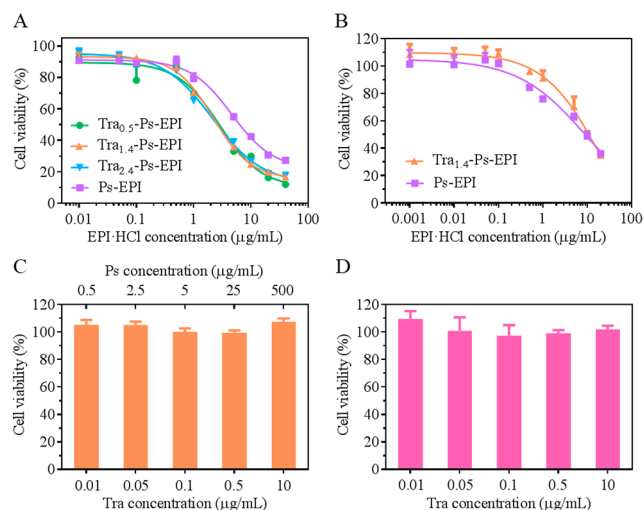 A
Cell viability (%)
100
80
60
40
20
0
Tra0.5-Ps-EPI
Tra1.4-Ps-EPI
Tra2.4-Ps-EPI
Ps-EPI
0.01
0.1
1
10
100
EPI·HCl concentration (μg/mL)
B
Cell viability (%)
120
100
80
60
40
20
0
Tra1.4-Ps-EPI
Ps-EPI
0.001
0.01
0.1
1
10
100
EPI·HCl concentration (μg/mL)
C
Ps concentration (μg/mL)
0.5
2.5
5
25
500
Cell viability (%)
120
100
80
60
40
20
0
0.01
0.05
0.1
0.5
10
Tra concentration (μg/mL)
D
Cell viability (%)
120
100
80
60
40
20
0
0.01
0.05
0.1
0.5
10
Tra concentration (μg/mL)